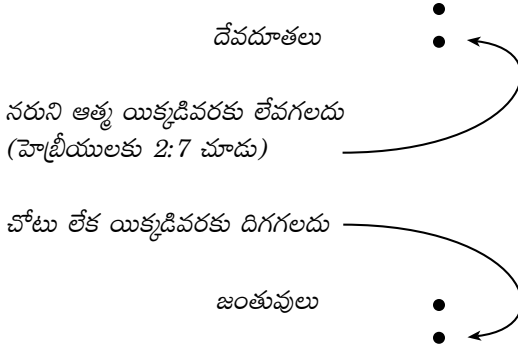 దేవదూతలు
నరుని ఆత్మ యిక్కడివరకు లేవగలదు
(హెబ్రీయులకు 2:7 చూడు)
చోటు లేక యిక్కడివరకు దిగగలదు
జంతువులు